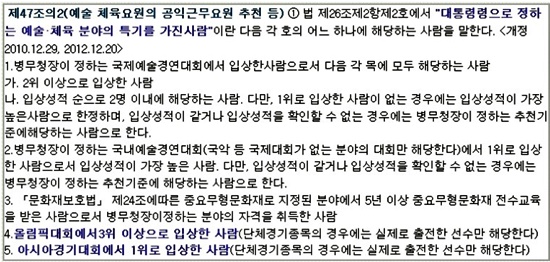 제47조의2(예술 체육요원의 공익근무요원 추천 등) ① 법 제26조제2항제2호에서 "대통령령으로 정하
는 예술·체육 분야의 특기를 가진사람"이란 다음 각 호의 어느 하나에 해당하는 사람을 말한다. <개정
2010.12.29, 2012.12.20>
1.병무청장이 정하는 국제예술경연대회에서 입상한사람으로서 다음 각 목에 모두 해당하는 사람
가. 2위 이상으로 입상한 사람
나. 입상성적 순으로 2명 이내에 해당하는 사람. 다만, 1위로 입상한 사람이 없는 경우에는 입상성적이 가장
높은사람으로 한정하며, 입상성적이 같거나 입상성적을 확인할 수 없는 경우에는 병무청장이 정하는 추천기
준에해당하는 사람으로 한다.
2.병무청장이 정하는 국내예술경연대회(국악 등 국제대회가 없는 분야의 대회만 해당한다)에서 1위로 입상
한 사람으로서 입상성적이 가장 높은 사람. 다만, 입상성적이 같거나 입상성적을 확인할 수 없는 경우에는
병무청장이 정하는 추천기준에 해당하는 사람으로 한다.
3. 「문화재보호법」 제24조에따른 중요무형문화재로 지정된 분야에서 5년 이상 중요무형문화재 전수교육
을 받은 사람으로서 병무청장이정하는 분야의 자격을 취득한 사람
4.올림픽대회에서3위 이상으로 입상한 사람(단체경기종목의 경우에는 실제로 출전한 선수만 해당한다)
5. 아시아경기대회에서 1위로 입상한 사람(단체경기종목의 경우에는 실제로 출전한 선수만 해당한다)